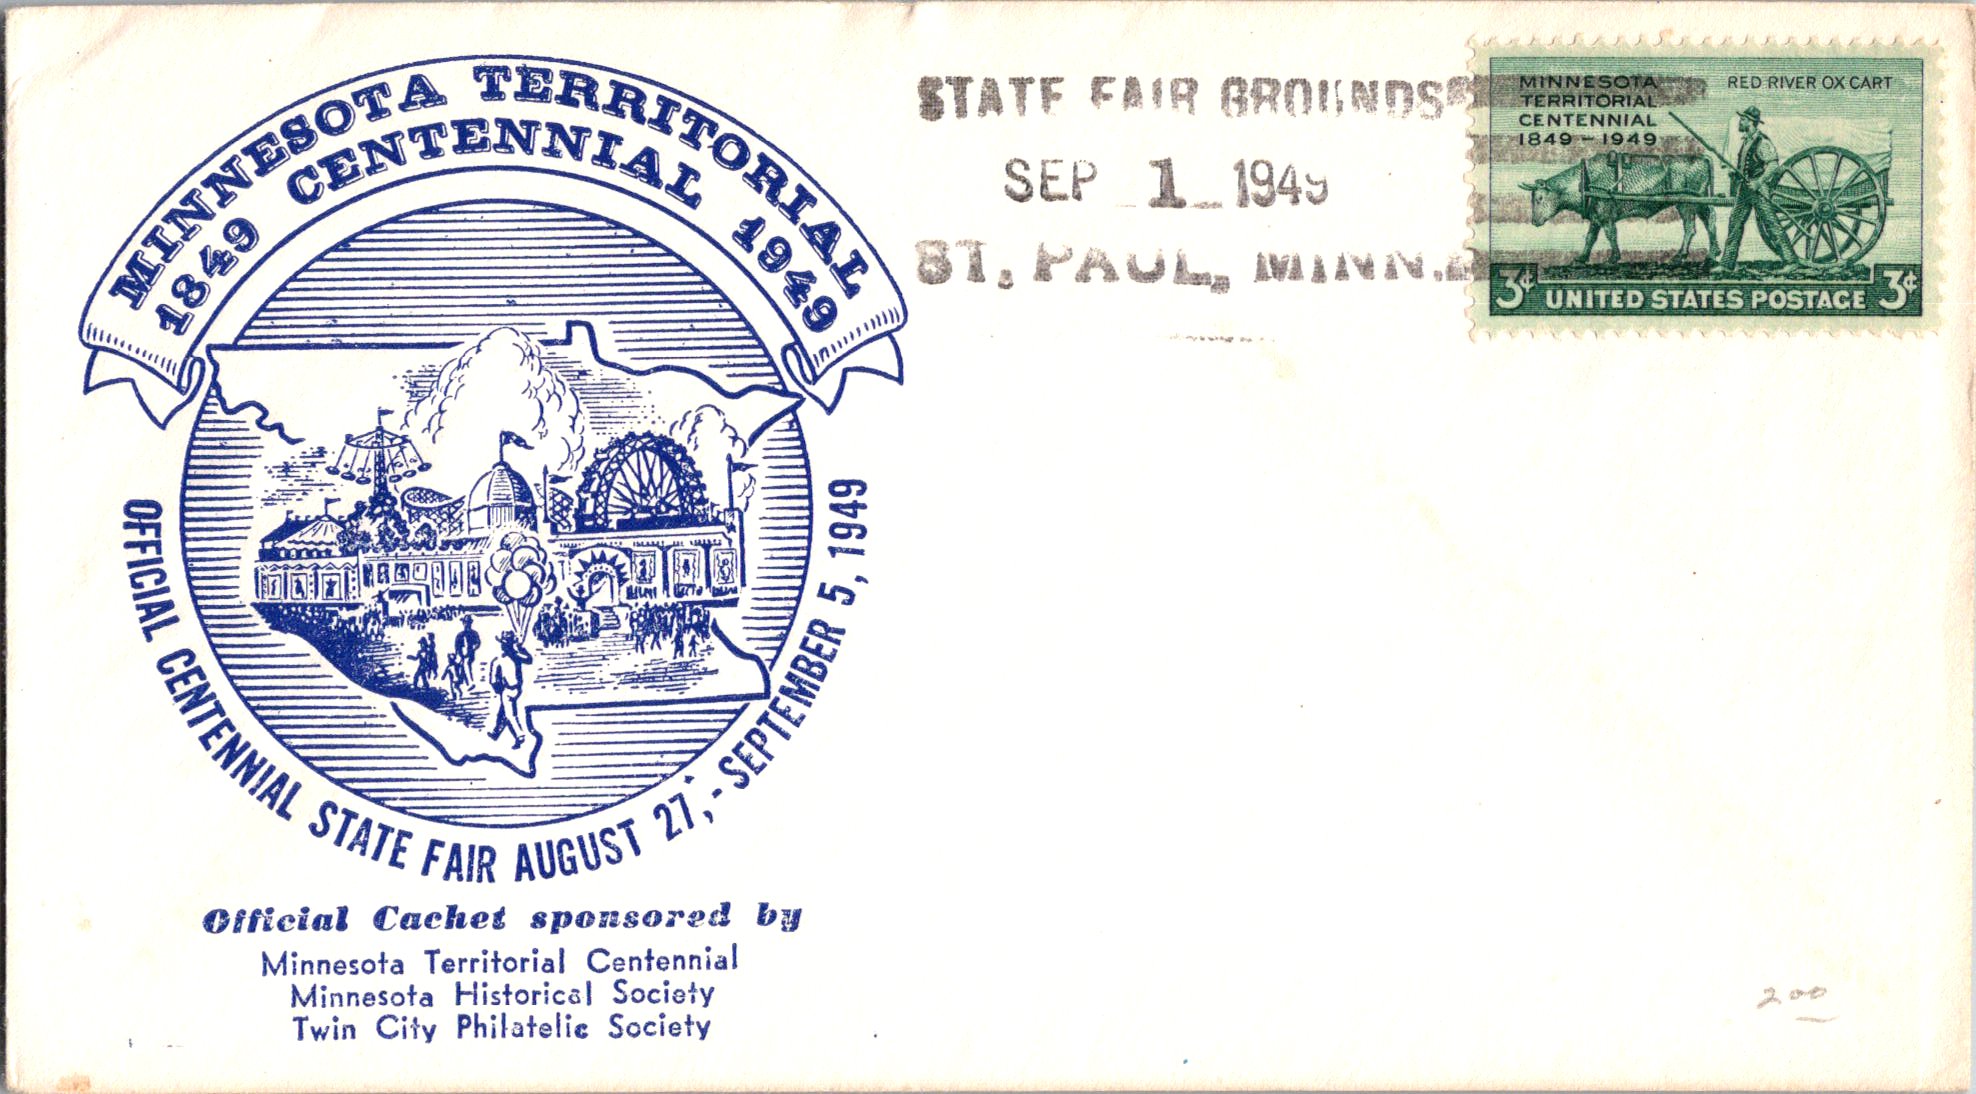 MINNESOTA TERRITORIAL
1849 CENTENNIAL 1949
OFFICIAL CENTENNIAL STATE FAIR AUGUST 27,-SEPTEMBER 5, 1949
Official Cachet sponsored by
Minnesota Territorial Centennial
Minnesota Historical Society
Twin City Philatelic Society
STATE FAIR GROUNDS
SEP 1 1949
ST. PAUL, MINN.
MINNESOTA
TERRITORIAL
CENTENNIAL
1849-1949
RED RIVER OX CART
3¢ UNITED STATES POSTAGE 3¢
200